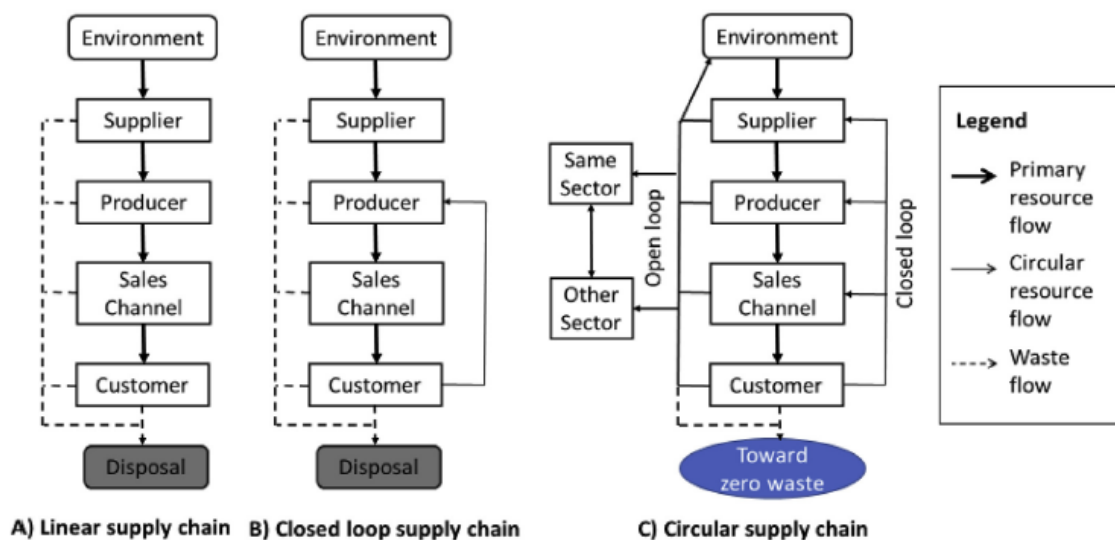 Environment
Supplier
Producer
Sales
Channel
Customer
Disposal
A) Linear supply chain
Environment
Supplier
Producer
Sales
Channel
Customer
Disposal
B) Closed loop supply chain
Environment
Supplier
Same
Sector
Producer
Open loop
Closed loop
Other
Sector
Sales
Channel
Customer
Toward
zero waste
C) Circular supply chain
Legend
Primary
resource
flow
Circular
resource
flow
Waste
flow